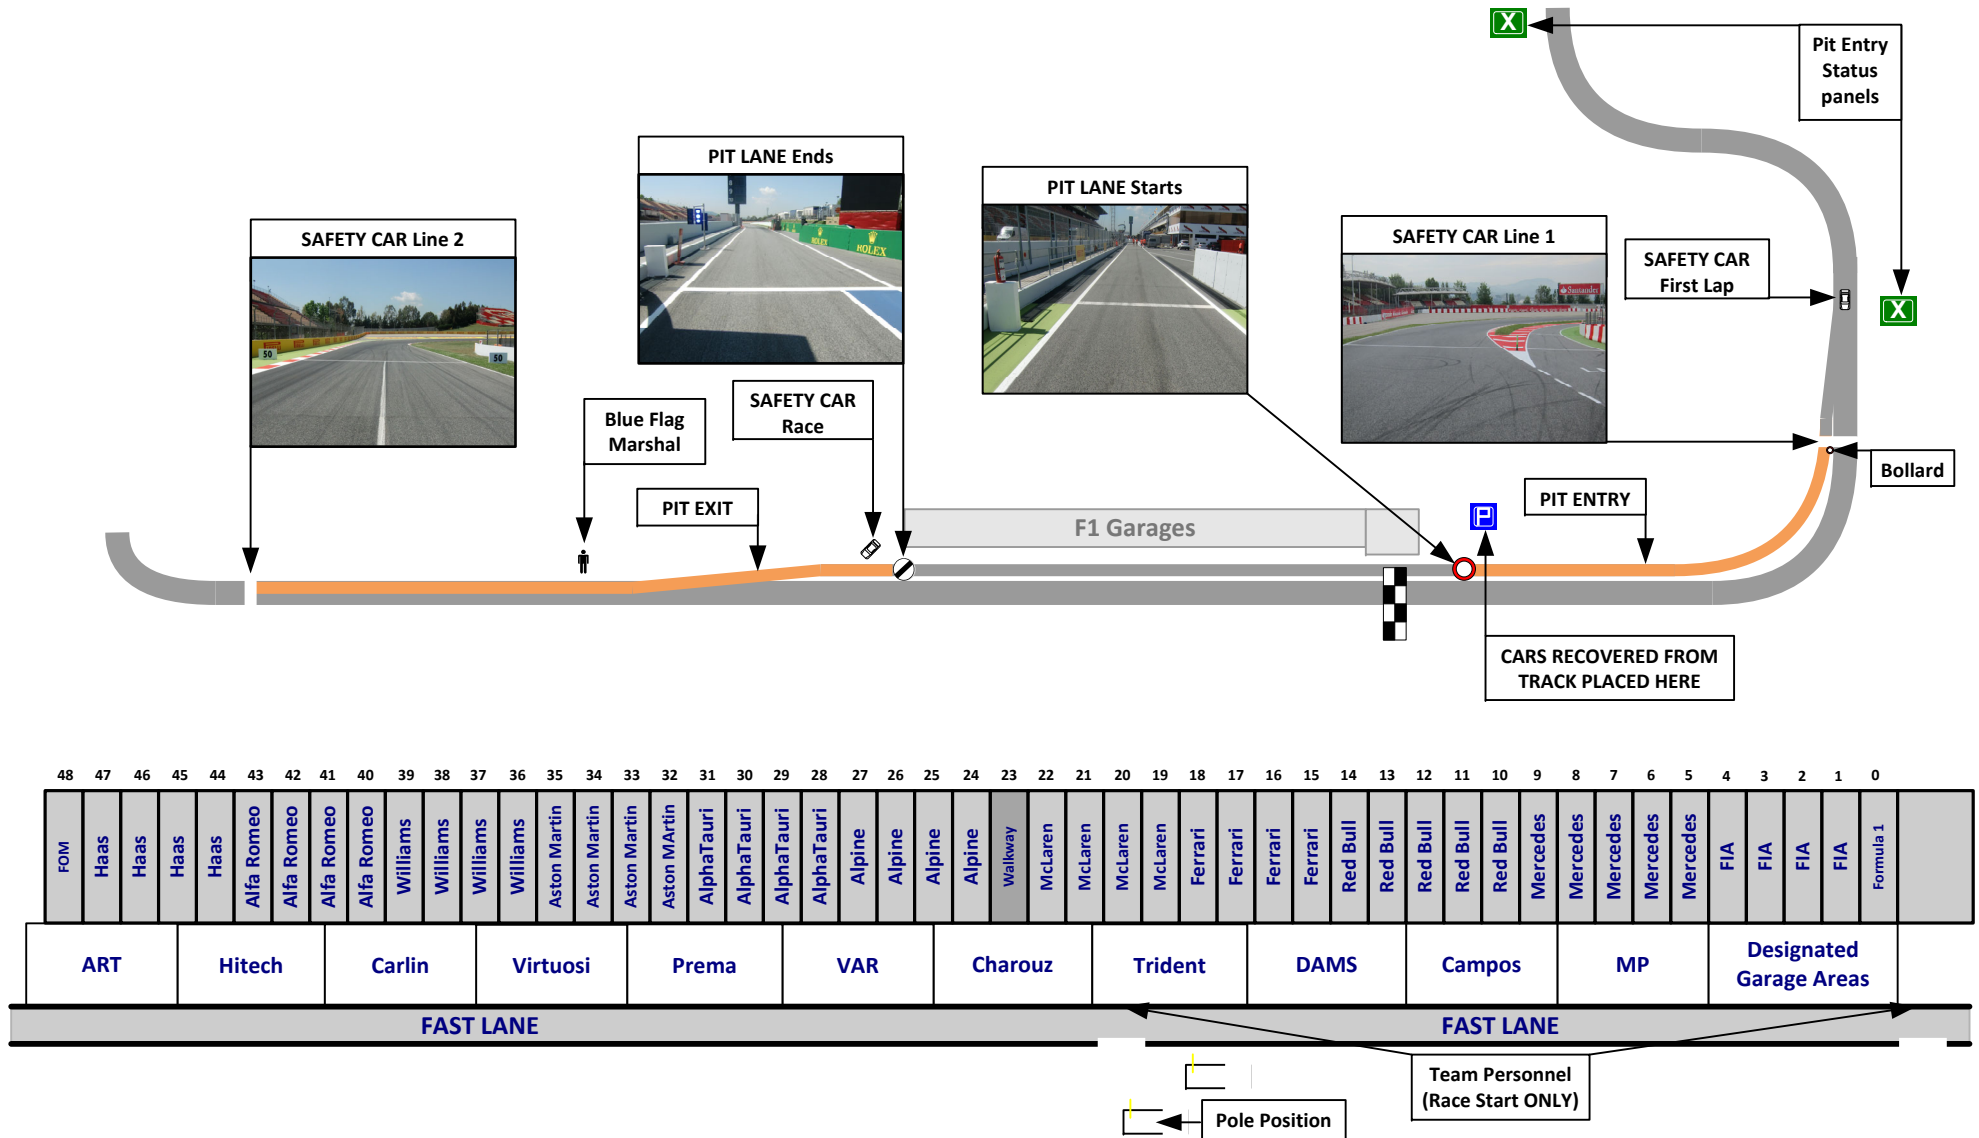 X
Pit Entry
Status
panels
PIT LANE Ends
PIT LANE Starts
SAFETY CAR Line 2
SAFETY CAR Line 1
SAFETY CAR
First Lap
X
ROLEX
ROLEX
Santander
50
50
SAFETY CAR
Race
Blue Flag
Marshal
Bollard
PIT EXIT
PIT ENTRY
P
F1 Garages
CARS RECOVERED FROM
TRACK PLACED HERE
48 47 46 45 44 43 42 41 40 39 38 37 36 35 34 33 32 31 30 29 28 27 26 25 24 23 22 21 20 19 18 17 16 15 14 13 12 11 10 9 8 7 6 5 4 3 2 1 0
FOM Haas Haas Haas Haas Alfa Romeo Alfa Romeo Alfa Romeo Alfa Romeo Williams Williams Williams Williams Aston Martin Aston Martin Aston Martin Aston MArtin AlphaTauri AlphaTauri AlphaTauri AlphaTauri Alpine Alpine Alpine Alpine Walkway McLaren McLaren McLaren McLaren Ferrari Ferrari Ferrari Ferrari Red Bull Red Bull Red Bull Red Bull Red Bull Mercedes Mercedes Mercedes Mercedes Mercedes FIA FIA FIA FIA Formula 1
ART Hitech Carlin Virtuosi Prema VAR Charouz Trident DAMS Campos MP Designated
Garage Areas
FAST LANE FAST LANE
Team Personnel
(Race Start ONLY)
Pole Position